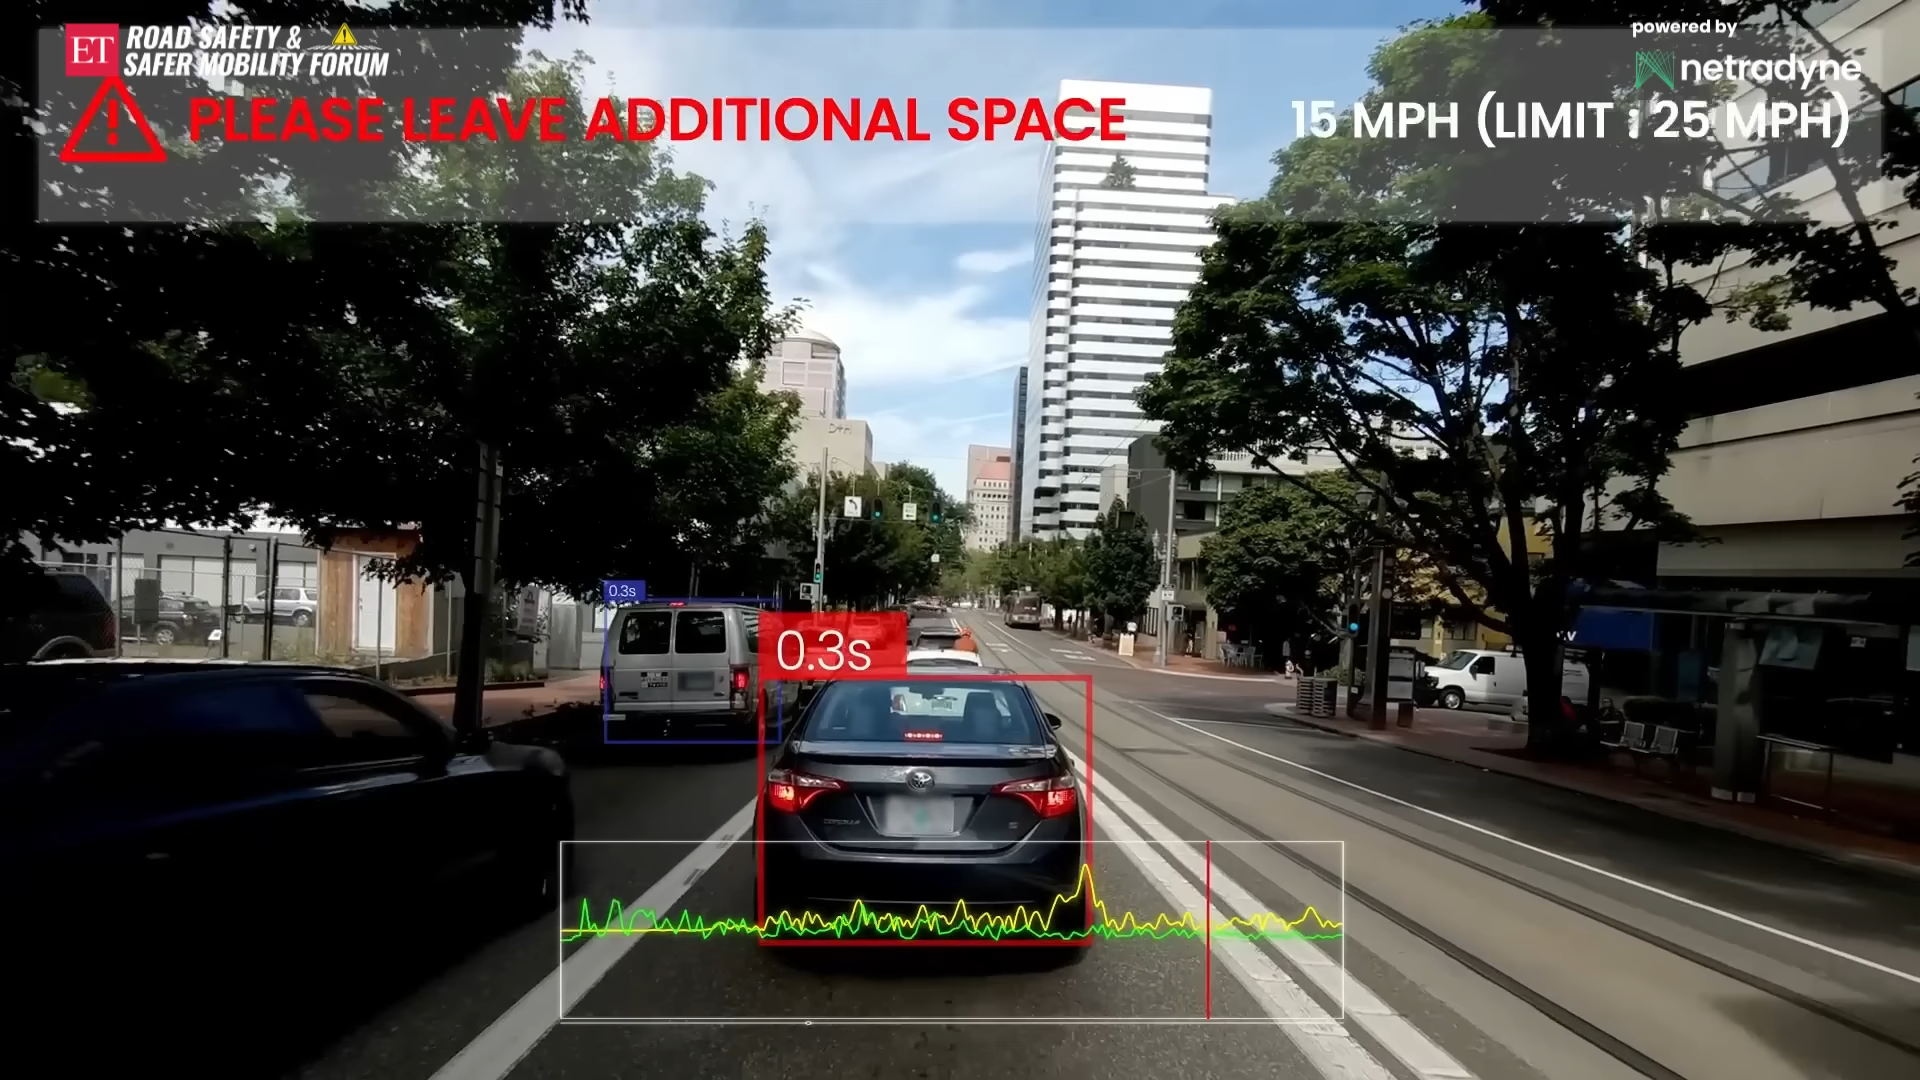 ET ROAD SAFETY &
SAFER MOBILITY FORUM
powered by
netradyne
PLEASE LEAVE ADDITIONAL SPACE
15 MPH (LIMIT : 25 MPH)
0.3s
0.3s
COROLLA